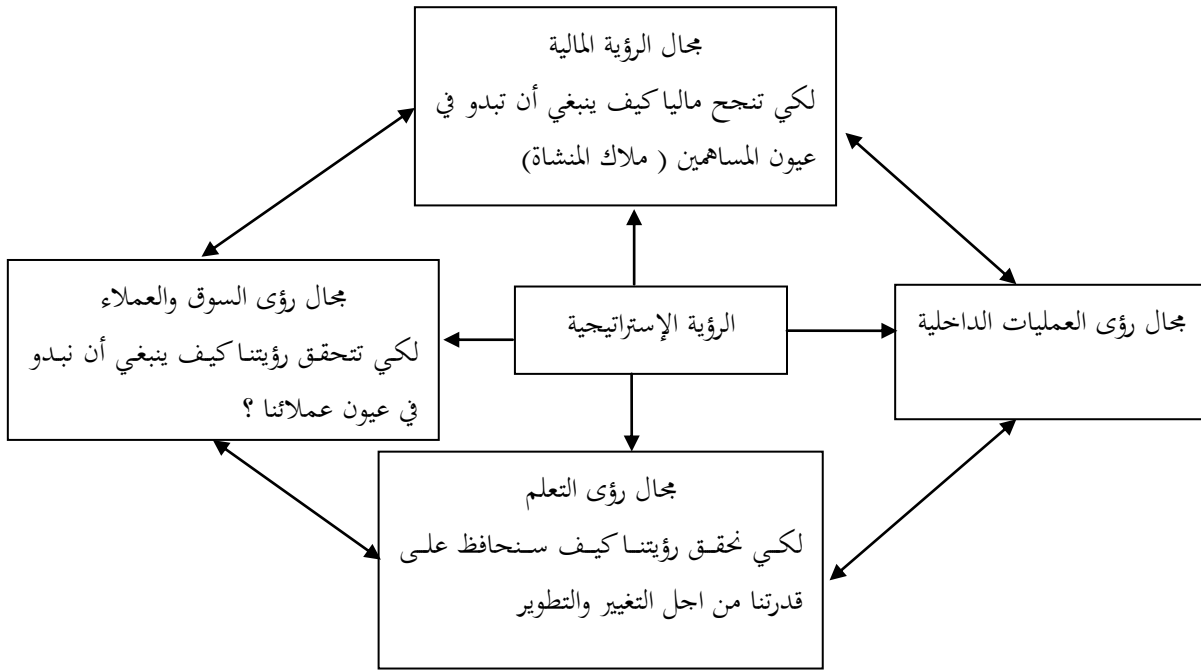 مجال الرؤية المالية
لكي تنجح ماليا كيف ينبغي أن تبدو في
عيون المساهمين ( ملاك المنشاة)
مجال رؤى العمليات الداخلية
الرؤية الإستراتيجية
مجال رؤى السوق والعملاء
لكي تتحقق رؤيتنا كيف ينبغي أن نبدو
في عيون عملائنا ؟
مجال رؤى التعلم
لكي نحقق رؤيتنا كيف سنحافظ على
قدرتنا من اجل التغيير والتطوير